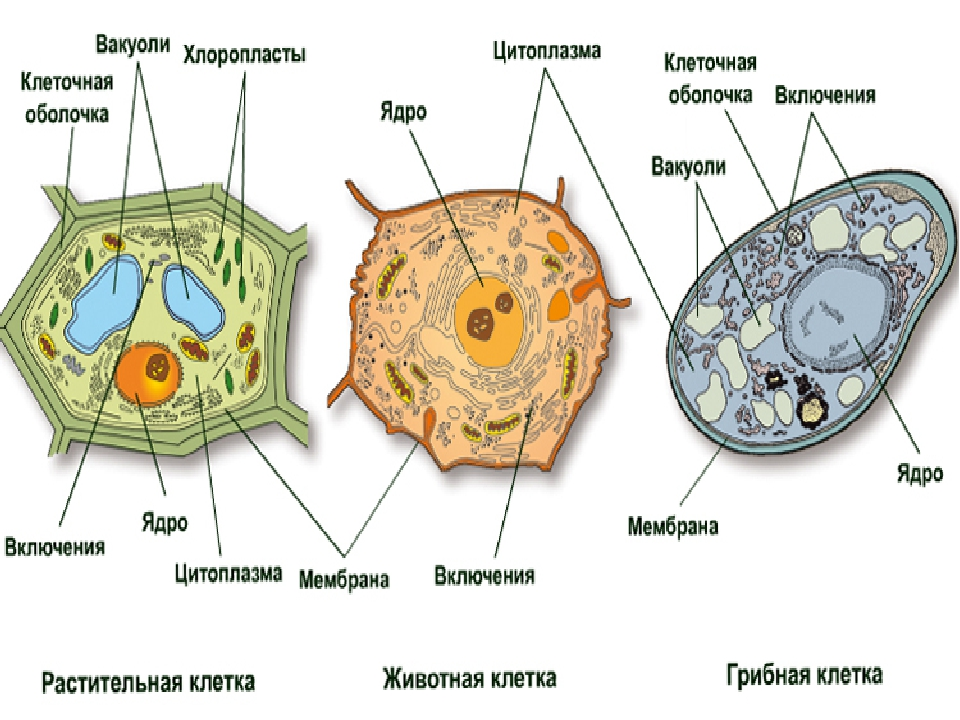 Вакуоли
Хлоропласты
Клеточная
оболочка
Включения
Ядро
Цитоплазма
Мембрана
Растительная клетка
Ядро
Цитоплазма
Включения
Животная клетка
Клеточная
оболочка
Включения
Вакуоли
Мембрана
Ядро
Грибная клетка